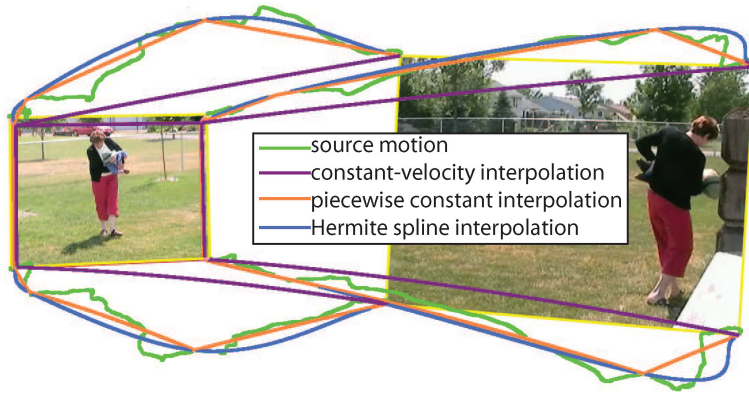 source motion
constant-velocity interpolation
piecewise constant interpolation
Hermite spline interpolation